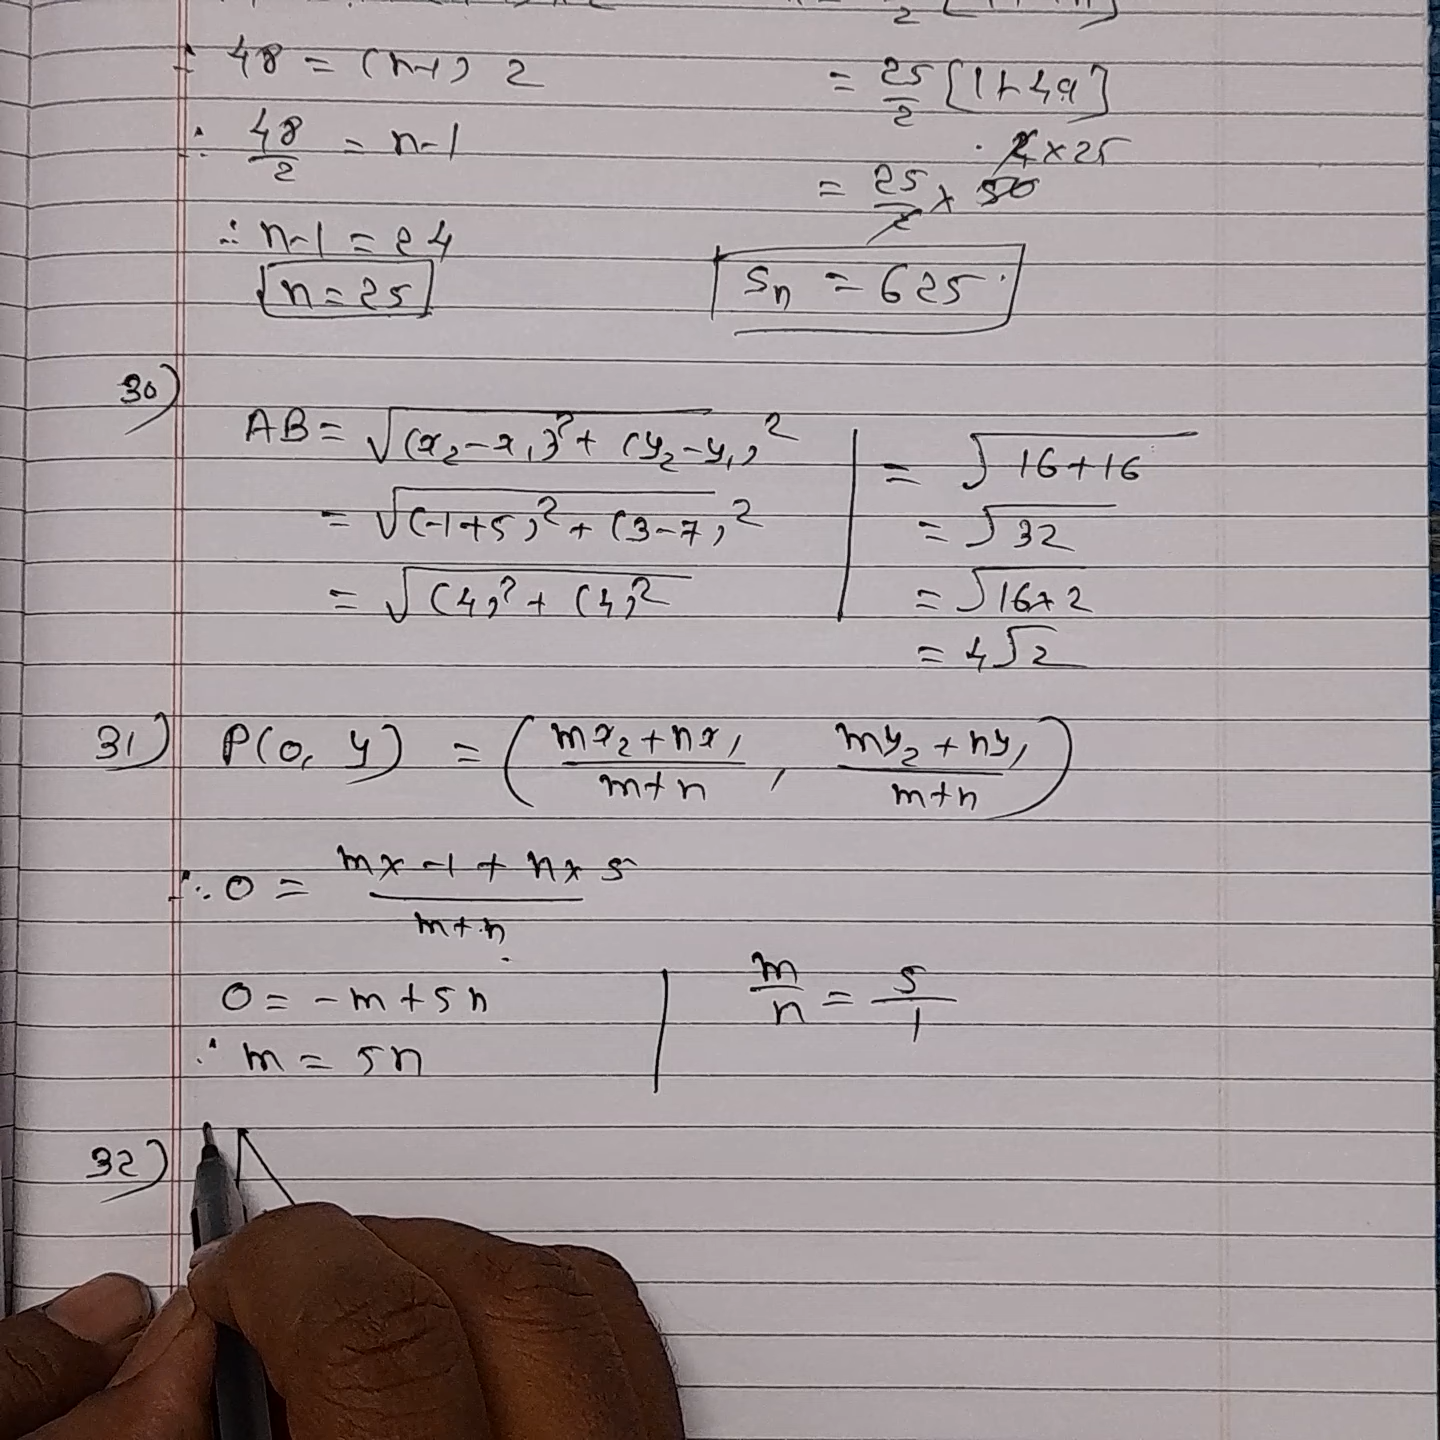 ∴ 48 = (n-1) 2
∴ 48/2 = n-1
∴ n-1 = 24
n = 25
= 25/2 [1+49]
= 25/2 × 50 2×25
Sn = 625
30)
AB = √(x₂-x₁)² + (y₂-y₁)²
= √(-1+5)² + (3-7)²
= √(4)² + (4)²
= √16+16
= √32
= √16×2
= 4√2
31) P(0, y) = (mx₂+nx₁/m+n , my₂+ny₁/m+n)
∴ 0 = m×-1+n×5/m+n
0 = -m+5n
∴ m = 5n
m/n = 5/1
32)